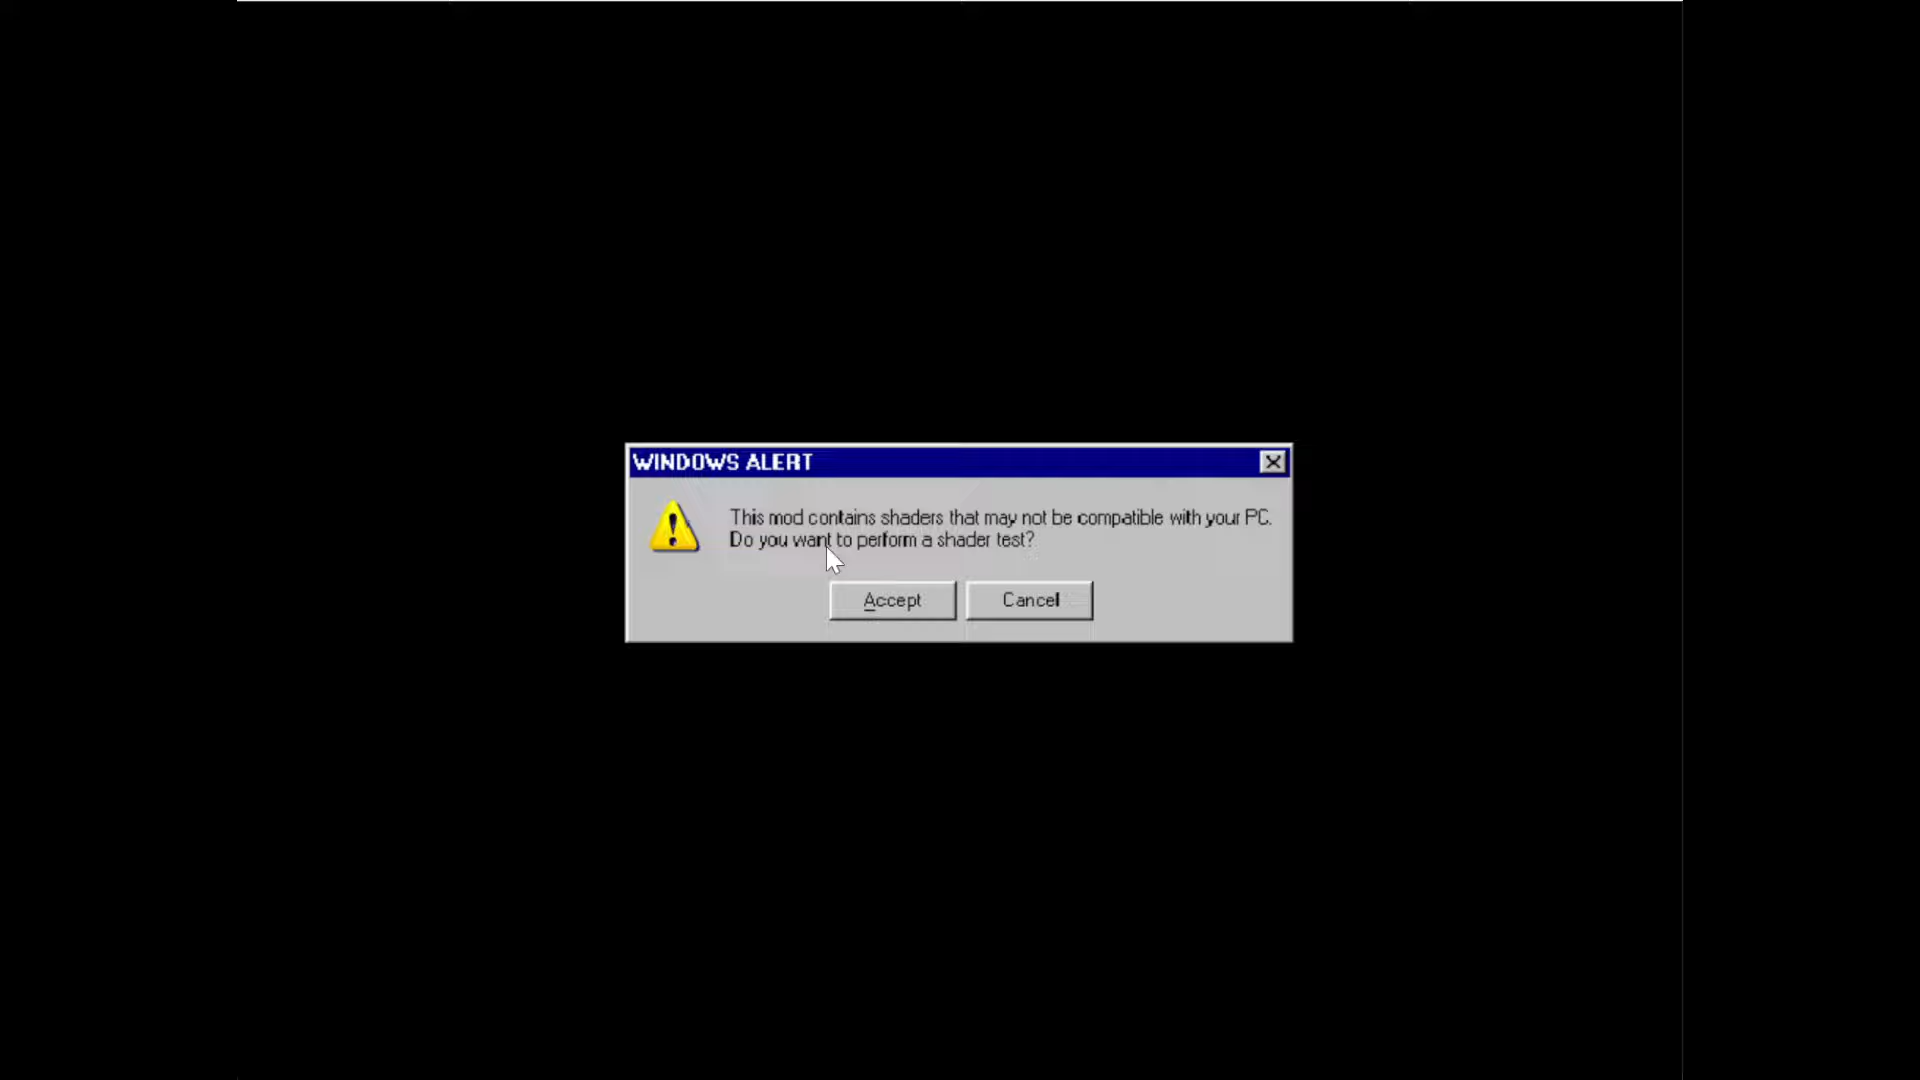 WINDOWS ALERT
This mod contains shaders that may not be compatible with your PC.
Do you want to perform a shader test?
Accept
Cancel